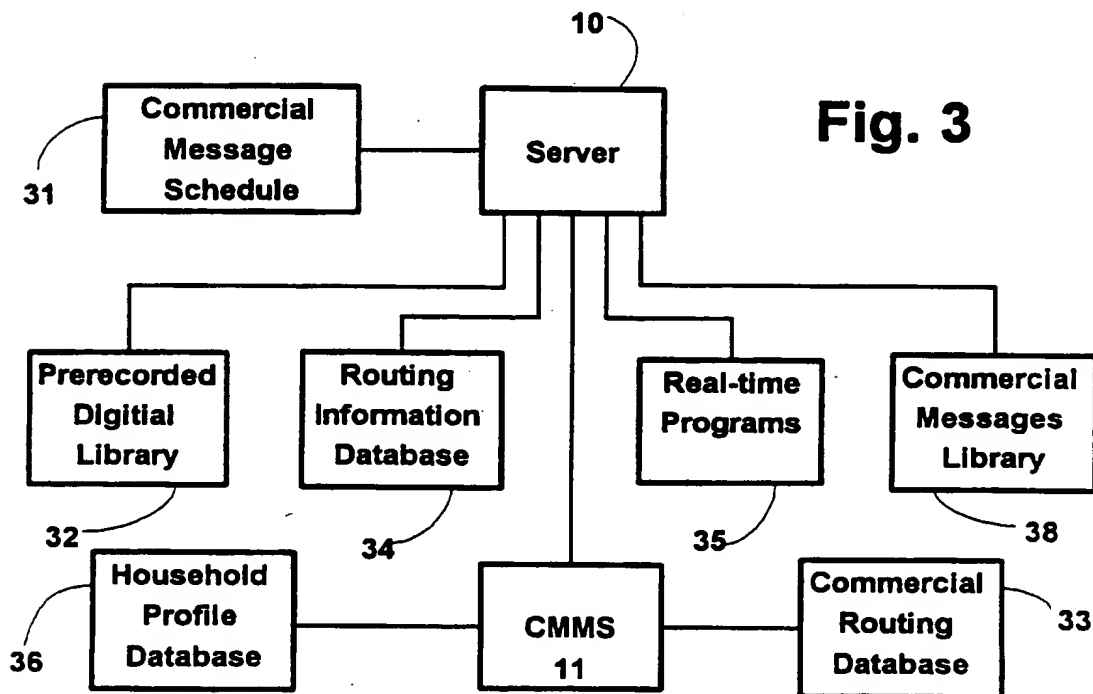 10
Fig. 3
Commercial
Message
Schedule
31
Server
Prerecorded
Digitial
Library
32
Routing
Information
Database
34
Real-time
Programs
35
Commercial
Messages
Library
38
Household
Profile
Database
36
CMMS
11
Commercial
Routing
Database
33